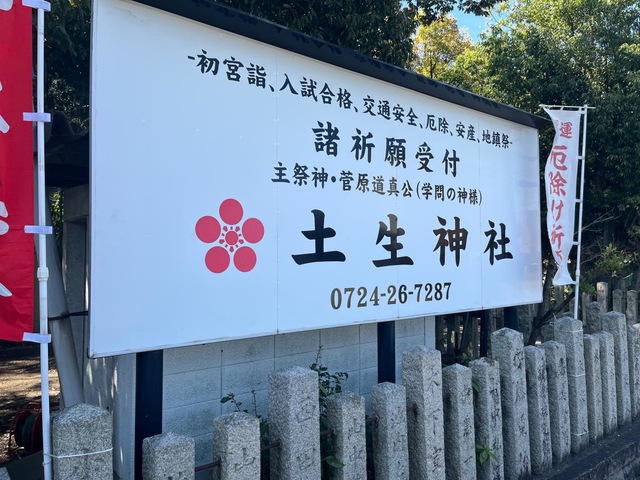 -初宮詣、入試合格、交通安全、厄除、安産、地鎮祭-
諸祈願受付
主祭神・菅原道真公(学問の神様)
土生神社
0724-26-7287
厄除け祈